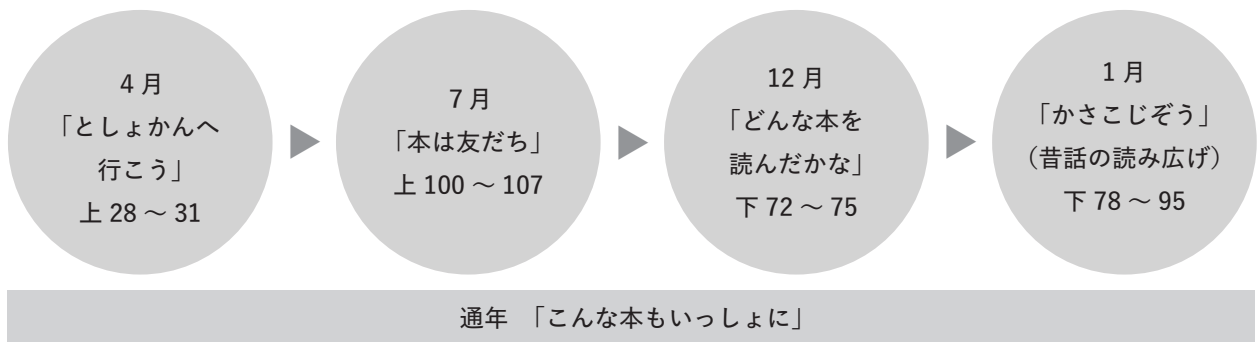 4月
「としょかんへ
行こう」
上 28 ～ 31
7月
「本は友だち」
上 100 ～ 107
12月
「どんな本を
読んだかな」
下 72 ～ 75
1月
「かさこじぞう」
（昔話の読み広げ）
下 78 ～ 95
通年　「こんな本もいっしょに」